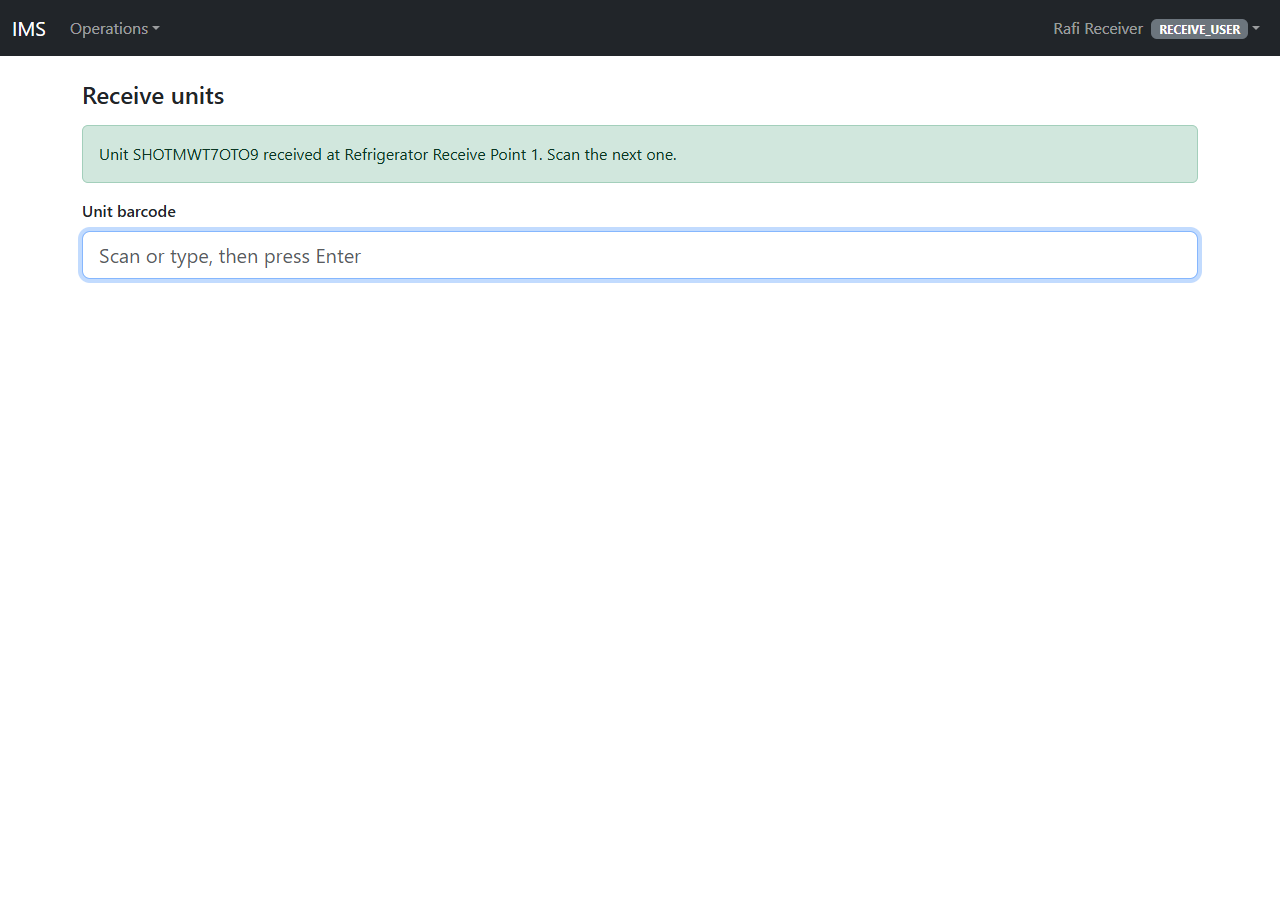 IMS Operations Rafi Receiver RECEIVE_USER
Receive units
Unit SHOTMWT7OTO9 received at Refrigerator Receive Point 1. Scan the next one.
Unit barcode
Scan or type, then press Enter